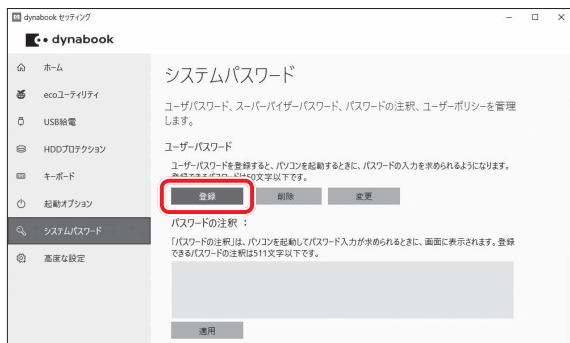 dynabook セッティング
dynabook
ホーム
ecoユーティリティ
USB給電
HDDプロテクション
キーボード
起動オプション
システムパスワード
高度な設定
システムパスワード
ユーザパスワード、スーパーバイザーパスワード、パスワードの注釈、ユーザーポリシーを管理
します。
ユーザーパスワード
ユーザーパスワードを登録すると、パソコンを起動するときに、パスワードの入力を求められるようになります。
登録できるパスワードは50文字以下です。
登録 削除 変更
パスワードの注釈 ：
「パスワードの注釈」は、パソコンを起動してパスワード入力が求められるときに、画面に表示されます。登録
できるパスワードの注釈は511文字以下です。
適用